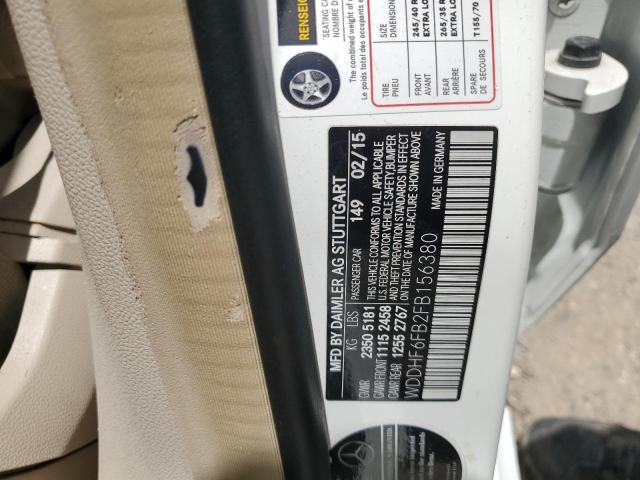 RENSEIGN
SEATING CA
NOMBRE D
The combined weight of
Le poids total des occupants
TIRE
PNEU
SIZE
DIMENSION
FRONT
AVANT
245/40 R
EXTRA LO
REAR
ARRIÈRE
265/35 R
EXTRA LO
SPARE
DE SECOURS
T155/70
MFD BY DAIMLER AG STUTTGART
KG LBS PASSENGER CAR 149 02/15
GVWR 2350 5181 THIS VEHICLE CONFORMS TO ALL APPLICABLE
GAWR FRONT 1115 2458 U.S. FEDERAL MOTOR VEHICLE SAFETY, BUMPER
GAWR REAR 1255 2767 AND THEFT PREVENTION STANDARDS IN EFFECT
ON THE DATE OF MANUFACTURE SHOWN ABOVE
WDDHF6FB2FB156380 MADE IN GERMANY